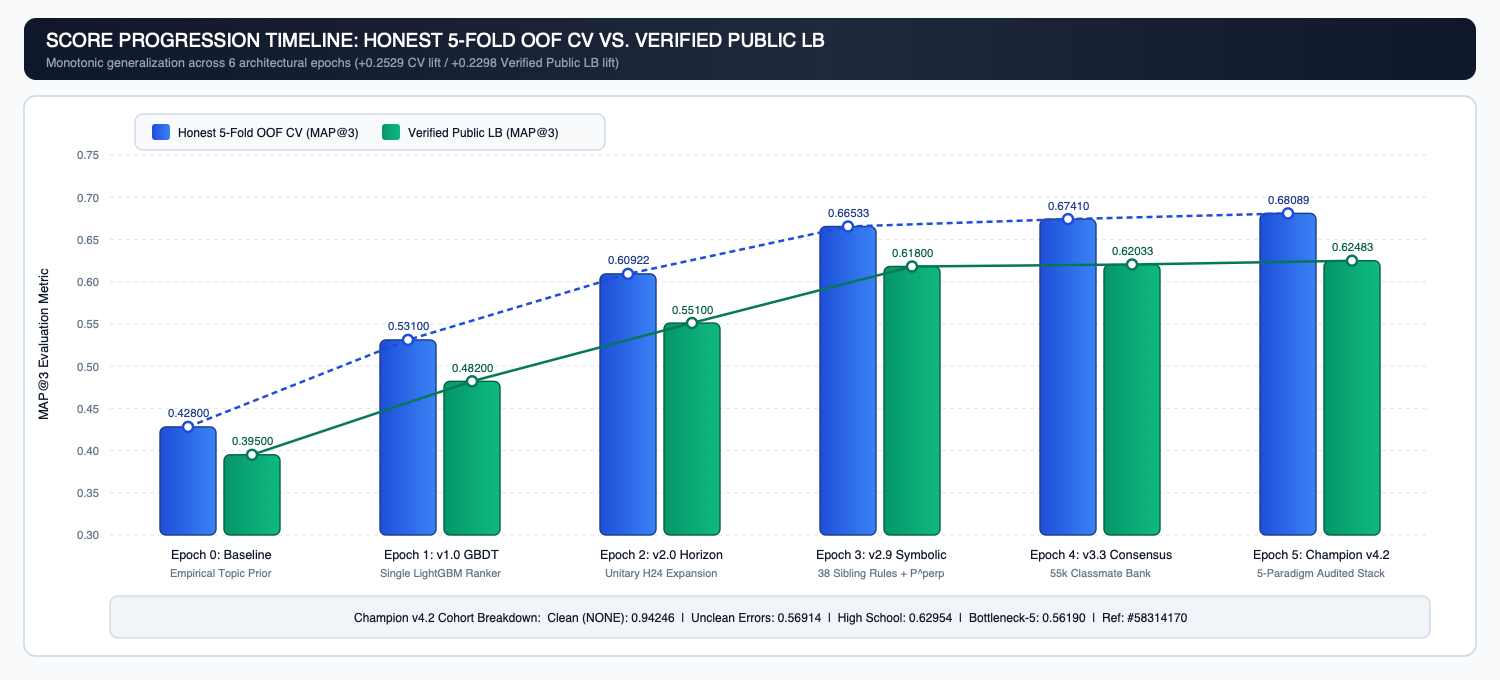 SCORE PROGRESSION TIMELINE: HONEST 5-FOLD OOF CV VS. VERIFIED PUBLIC LB
Monotonic generalization across 6 architectural epochs (+0.2529 CV lift / +0.2298 Verified Public LB lift)
Honest 5-Fold OOF CV (MAP@3)
Verified Public LB (MAP@3)
MAP@3 Evaluation Metric
0.75
0.70
0.65
0.60
0.55
0.50
0.45
0.40
0.35
0.30
0.42800
0.39500
0.53100
0.48200
0.60922
0.55100
0.66533
0.61800
0.67410
0.62033
0.68089
0.62483
Epoch 0: Baseline
Empirical Topic Prior
Epoch 1: v1.0 GBDT
Single LightGBM Ranker
Epoch 2: v2.0 Horizon
Unitary H24 Expansion
Epoch 3: v2.9 Symbolic
38 Sibling Rules + P^perp
Epoch 4: v3.3 Consensus
55k Classmate Bank
Epoch 5: Champion v4.2
5-Paradigm Audited Stack
Champion v4.2 Cohort Breakdown: Clean (NONE): 0.94246 | Unclean Errors: 0.56914 | High School: 0.62954 | Bottleneck-5: 0.56190 | Ref: #58314170